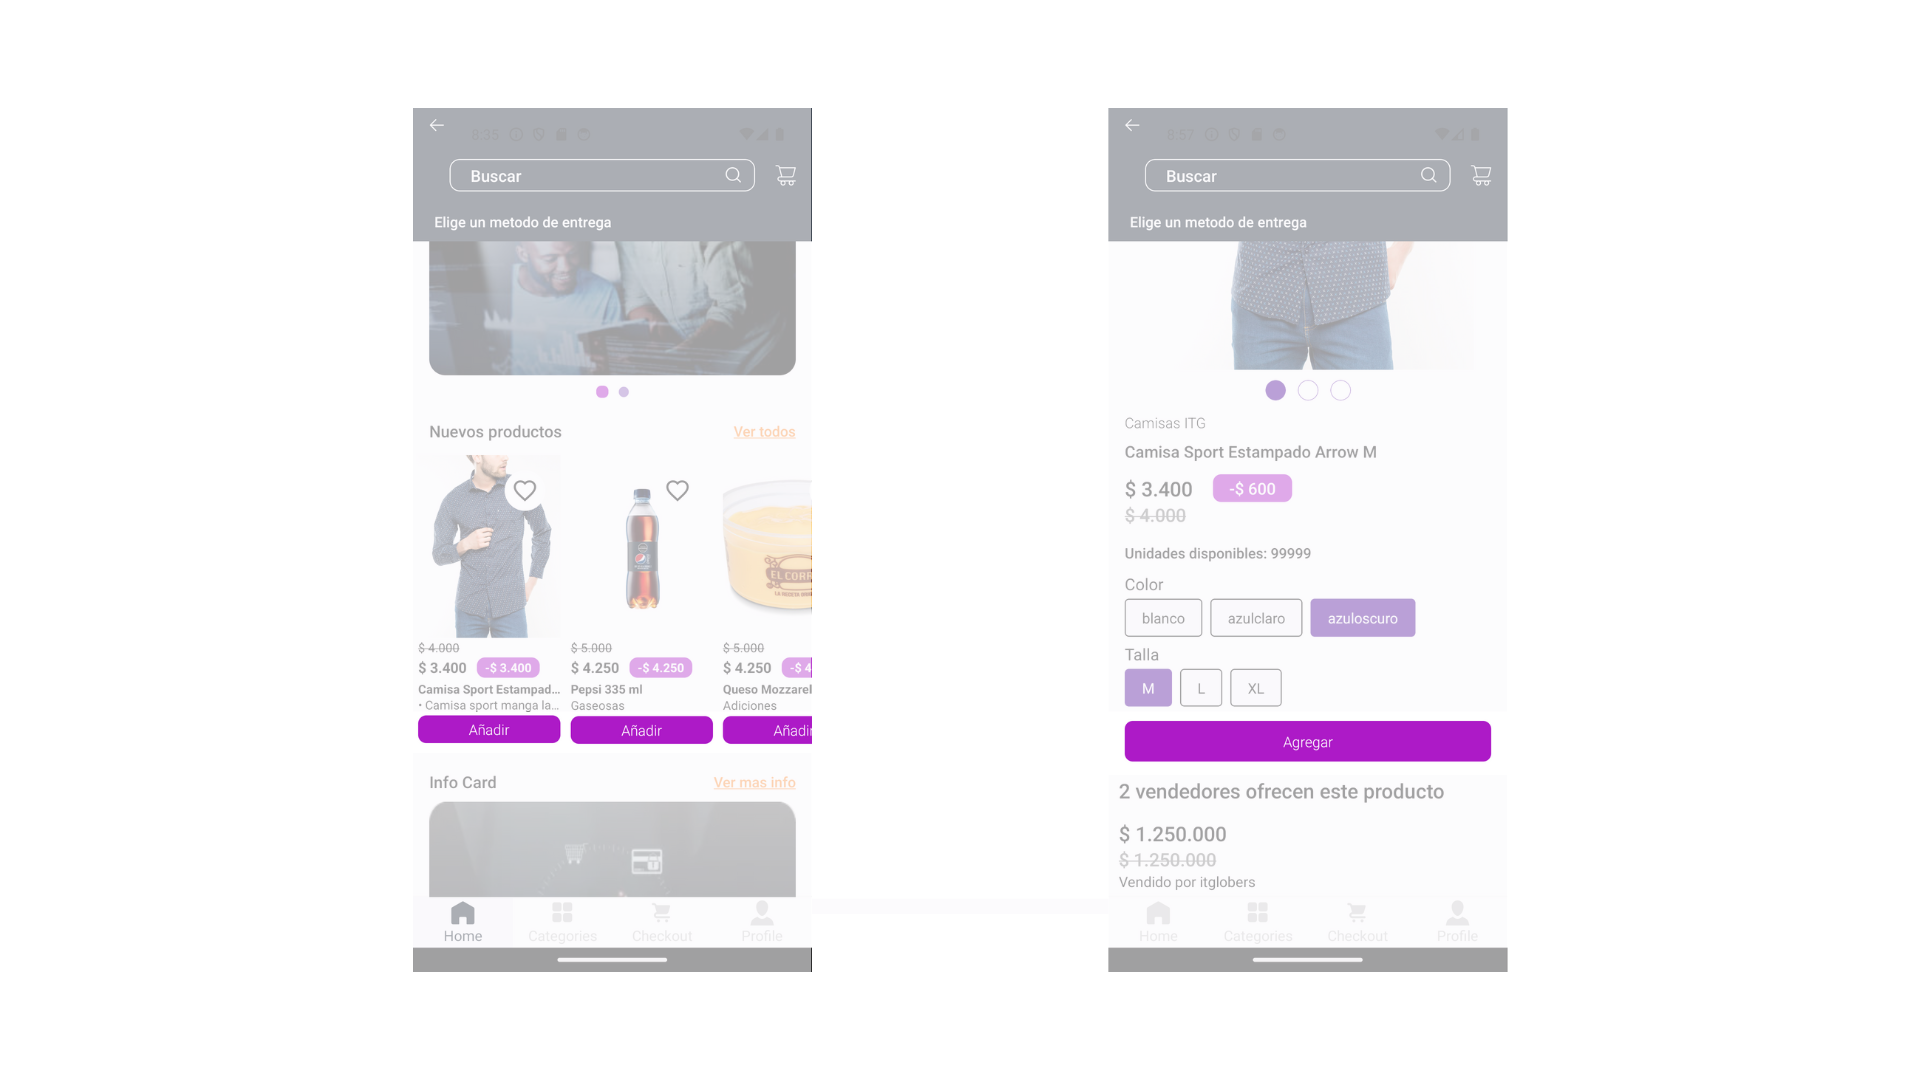 8:35
Buscar
Elige un metodo de entrega
Nuevos productos
Ver todos
EL CORR
$ 4.000
$ 3.400
-$ 3.400
Camisa Sport Estampad...
• Camisa sport manga la...
Añadir
$ 5.000
$ 4.250
-$ 4.250
Pepsi 335 ml
Gaseosas
Añadir
$ 5.000
$ 4.250
-$ 4
Queso Mozzarel
Adiciones
Añadir
Info Card
Ver mas info
Home
Categories
Checkout
Profile
8:57
Buscar
Elige un metodo de entrega
Camisas ITG
Camisa Sport Estampado Arrow M
$ 3.400
-$ 600
$ 4.000
Unidades disponibles: 99999
Color
blanco
azulclaro
azuloscuro
Talla
M
L
XL
Agregar
2 vendedores ofrecen este producto
$ 1.250.000
$ 1.250.000
Vendido por itglobers
Home
Categories
Checkout
Profile